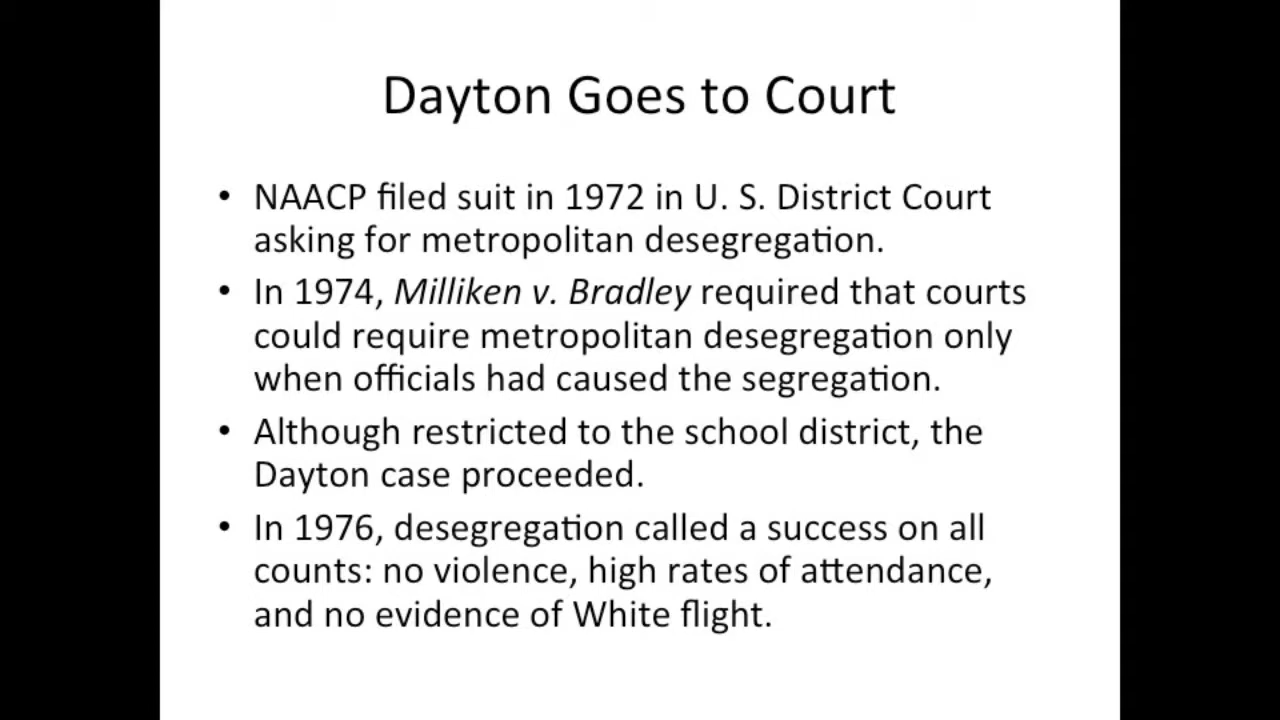 Dayton Goes to Court
• NAACP filed suit in 1972 in U. S. District Court
asking for metropolitan desegregation.
• In 1974, Milliken v. Bradley required that courts
could require metropolitan desegregation only
when officials had caused the segregation.
• Although restricted to the school district, the
Dayton case proceeded.
• In 1976, desegregation called a success on all
counts: no violence, high rates of attendance,
and no evidence of White flight.